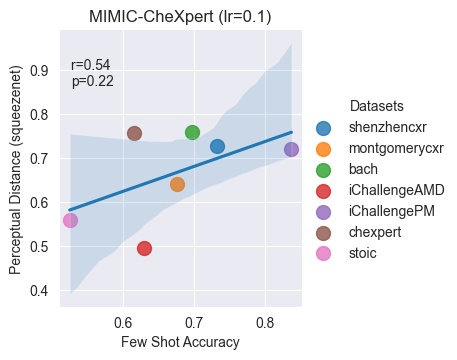 MIMIC-CheXpert (lr=0.1)
r=0.54
p=0.22
0.9
0.8
0.7
0.6
0.5
0.4
Perceptual Distance (squeezenet)
0.6
0.7
0.8
Few Shot Accuracy
Datasets
shenzhencxr
montgomerycxr
bach
iChallengeAMD
iChallengePM
chexpert
stoic